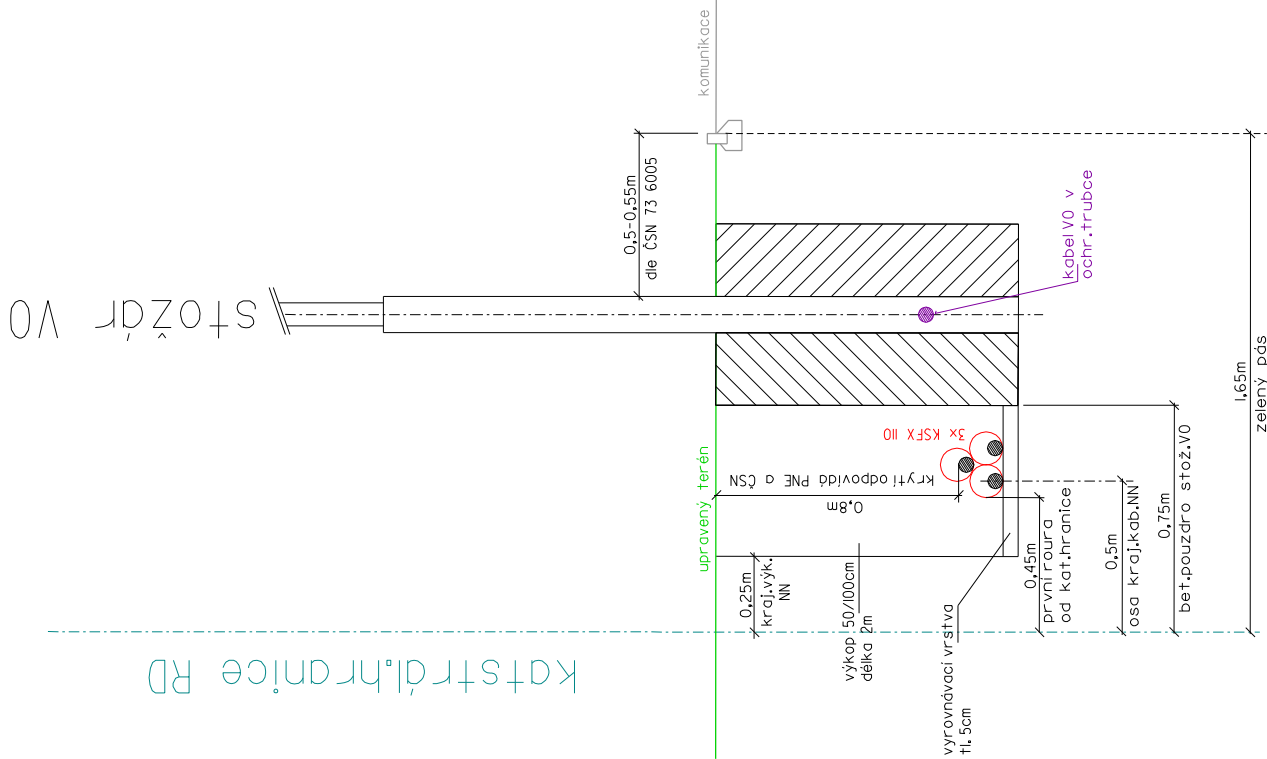 komunikace
0,5-0,55m
dle ČSN 73 6005
stožár VO
kabel VO v
ochr.trubce
1,65m
zelený pás
upravený terén
3x KSFX 110
krytí odpovídá PNE a ČSN
0,8m
0,25m
kraj.výk.
NN
výkop 50/100cm
délka 2m
vyrovnávací vrstva
tl.5cm
0,45m
první roura
od kat.hranice
0,5m
osa kraj.kab.NN
0,75m
bet.pouzdro stož.VO
katstrál.hranice RD